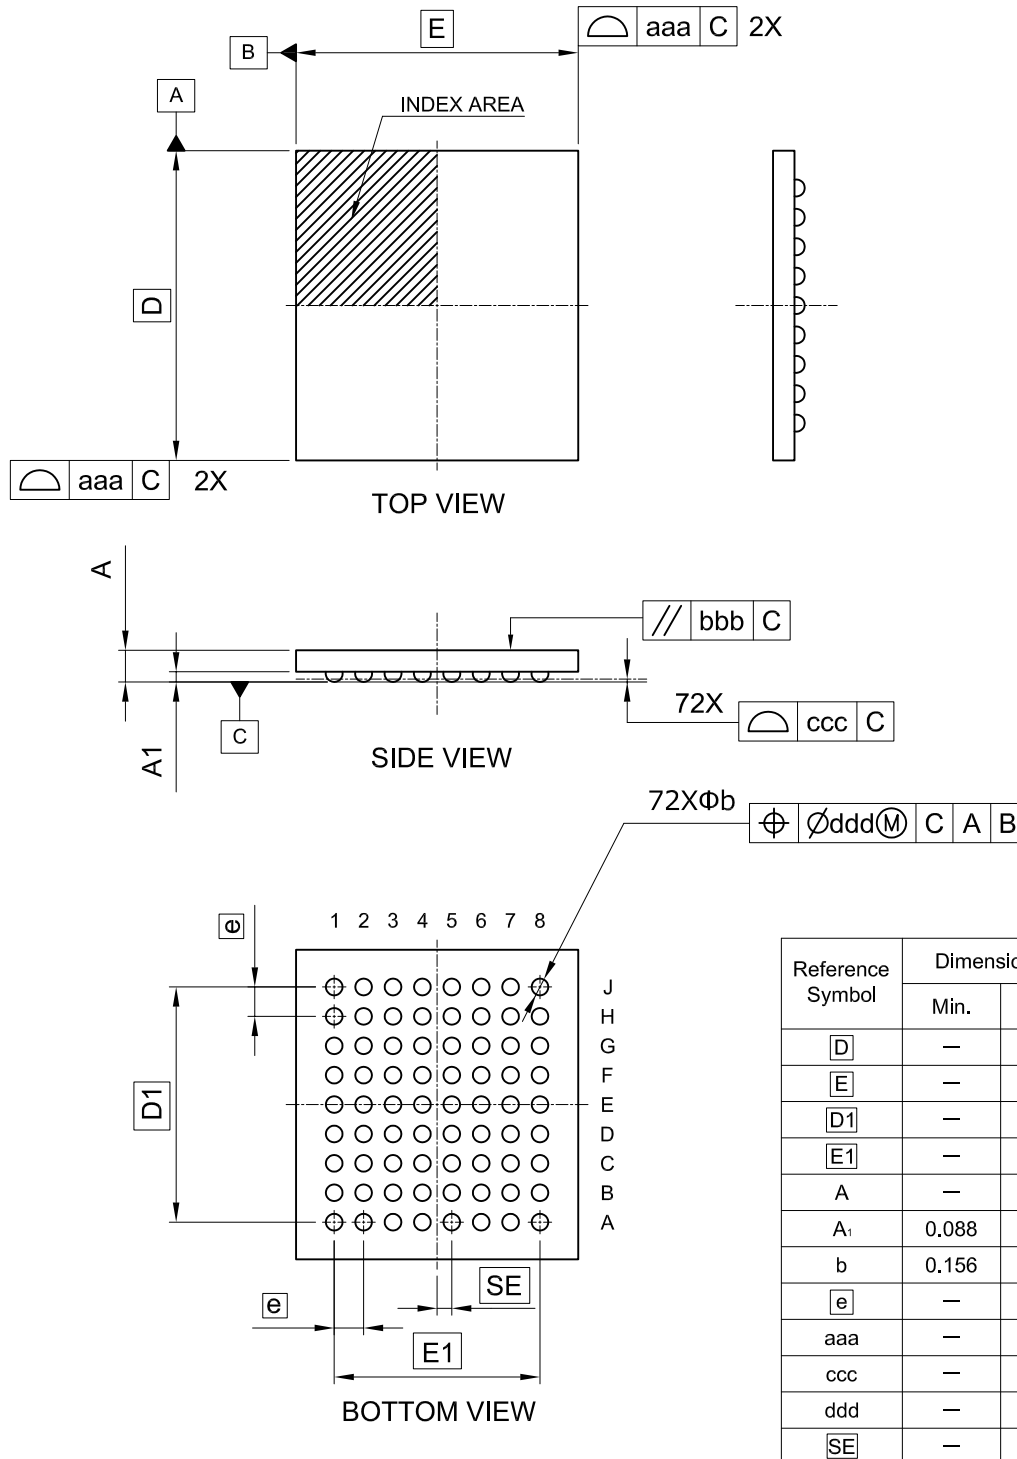 E
aaa C 2X
B
A
INDEX AREA
D
aaa C 2X
TOP VIEW
A
// bbb C
72X
ccc C
C
A1
SIDE VIEW
72XΦb
⌖ Ødddⓜ C A B
1 2 3 4 5 6 7 8
e
J
H
G
F
E
D
C
B
A
D1
SE
e
E1
BOTTOM VIEW
Reference Symbol
Min.
D —
E —
D1 —
E1 —
A —
A1 0.088
b 0.156
e —
aaa —
ccc —
ddd —
SE —